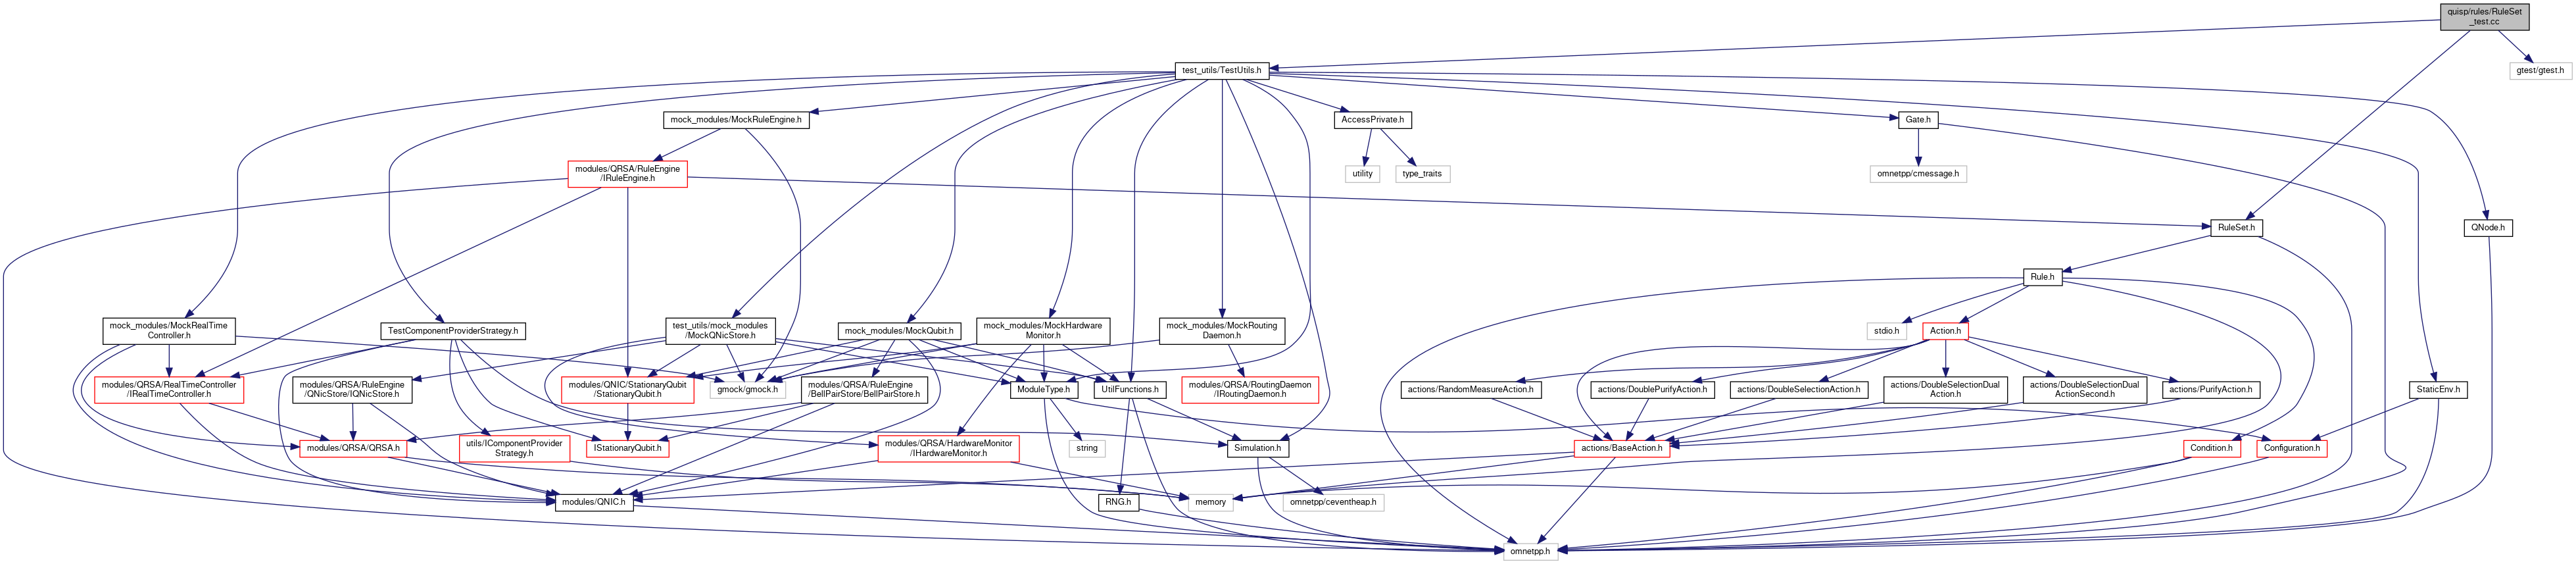 quisp/rules/RuleSet
_test.cc
test_utils/TestUtils.h
gtest/gtest.h
mock_modules/MockRuleEngine.h
AccessPrivate.h
Gate.h
modules/QRSA/RuleEngine
/IRuleEngine.h
utility
type_traits
omnetpp/cmessage.h
RuleSet.h
QNode.h
Rule.h
mock_modules/MockRealTime
Controller.h
TestComponentProviderStrategy.h
test_utils/mock_modules
/MockQNicStore.h
mock_modules/MockQubit.h
mock_modules/MockHardware
Monitor.h
mock_modules/MockRouting
Daemon.h
stdio.h
Action.h
modules/QRSA/RealTimeController
/IRealTimeController.h
modules/QRSA/RuleEngine
/QNicStore/IQNicStore.h
modules/QNIC/StationaryQubit
/StationaryQubit.h
gmock/gmock.h
modules/QRSA/RuleEngine
/BellPairStore/BellPairStore.h
ModuleType.h
UtilFunctions.h
modules/QRSA/RoutingDaemon
/IRoutingDaemon.h
actions/RandomMeasureAction.h
actions/DoublePurifyAction.h
actions/DoubleSelectionAction.h
actions/DoubleSelectionDual
Action.h
actions/DoubleSelectionDual
ActionSecond.h
actions/PurifyAction.h
StaticEnv.h
modules/QRSA/QRSA.h
utils/IComponentProvider
Strategy.h
IStationaryQubit.h
modules/QRSA/HardwareMonitor
/IHardwareMonitor.h
string
Simulation.h
actions/BaseAction.h
Condition.h
Configuration.h
modules/QNIC.h
RNG.h
memory
omnetpp/ceventheap.h
omnetpp.h